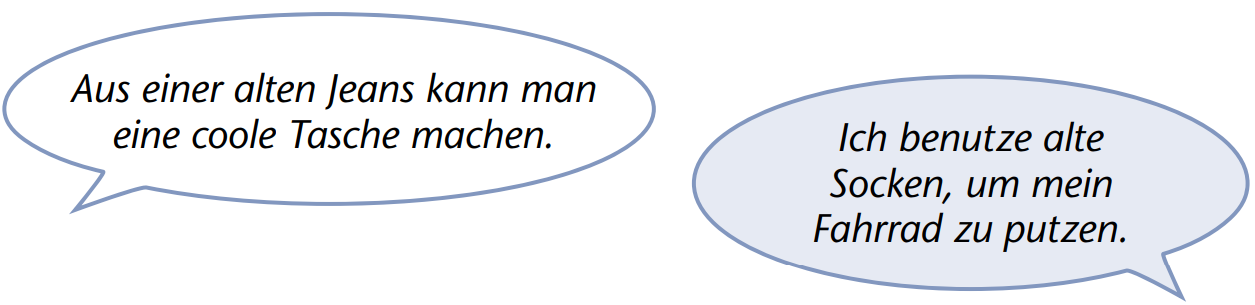 Aus einer alten Jeans kann man
eine coole Tasche machen.
Ich benutze alte
Socken, um mein
Fahrrad zu putzen.